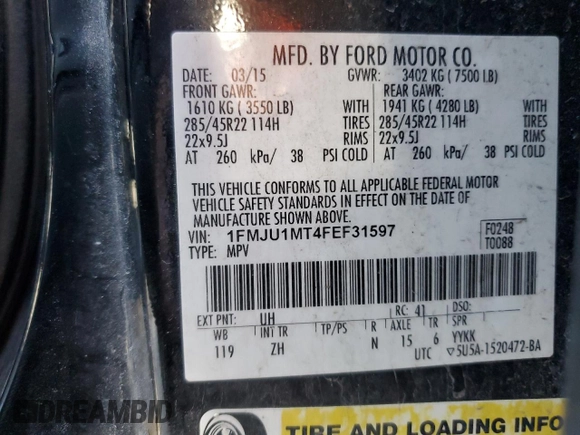 MFD. BY FORD MOTOR CO.
DATE: 03/15 GVWR: 3402 KG ( 7500 LB)
FRONT GAWR: REAR GAWR:
1610 KG ( 3550 LB) WITH 1941 KG ( 4280 LB) WITH
285/45R22 114H TIRES 285/45R22 114H TIRES
22x9.5J RIMS 22x9.5J RIMS
AT 260 kPa/ 38 PSI COLD AT 260 kPa/ 38 PSI COLD
THIS VEHICLE CONFORMS TO ALL APPLICABLE FEDERAL MOTOR
VEHICLE SAFETY STANDARDS IN EFFECT ON THE DATE OF
MANUFACTURE SHOWN ABOVE.
VIN: 1FMJU1MT4FEF31597 F0248
TYPE: MPV T0088
EXT PNT: UH RC: 41 DSO:
WB INT TR TP/PS R AXLE TR SPR
119 ZH N 15 6 YYKK
UTC ▽5U5A-1520472-BA
TIRE AND LOADING INFO
DREAMBID